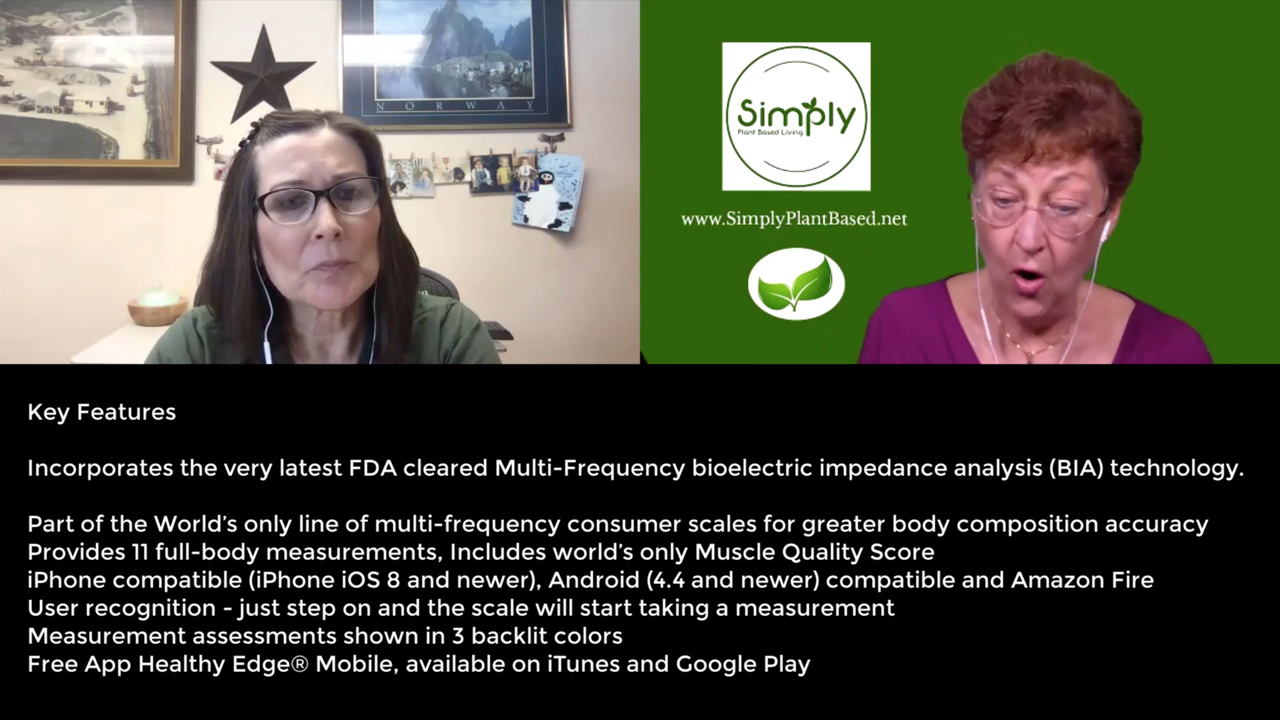 NORWAY
Simply
Plant Based Living
www.SimplyPlantBased.net
Key Features
Incorporates the very latest FDA cleared Multi-Frequency bioelectric impedance analysis (BIA) technology.
Part of the World's only line of multi-frequency consumer scales for greater body composition accuracy
Provides 11 full-body measurements, Includes world's only Muscle Quality Score
iPhone compatible (iPhone iOS 8 and newer), Android (4.4 and newer) compatible and Amazon Fire
User recognition - just step on and the scale will start taking a measurement
Measurement assessments shown in 3 backlit colors
Free App Healthy Edge® Mobile, available on iTunes and Google Play